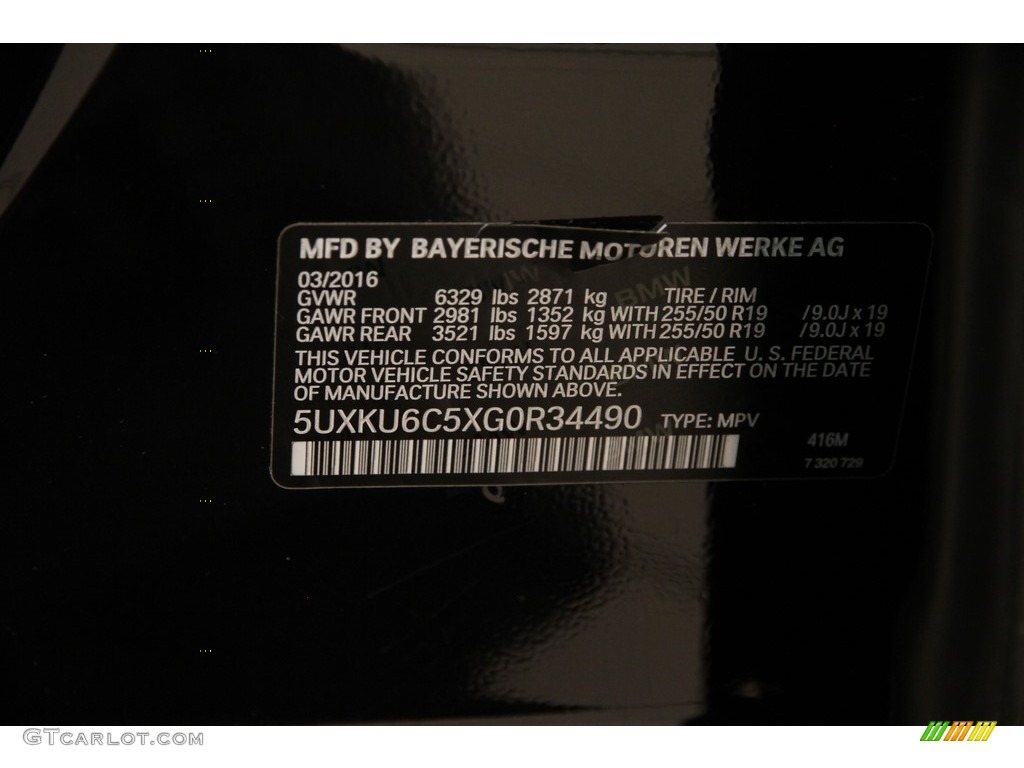 MFD BY BAYERISCHE MOTOREN WERKE AG
03/2016
GVWR 6329 lbs 2871 kg TIRE / RIM
GAWR FRONT 2981 lbs 1352 kg WITH 255/50 R19 /9.0J x 19
GAWR REAR 3521 lbs 1597 kg WITH 255/50 R19 /9.0J x 19
THIS VEHICLE CONFORMS TO ALL APPLICABLE U. S. FEDERAL
MOTOR VEHICLE SAFETY STANDARDS IN EFFECT ON THE DATE
OF MANUFACTURE SHOWN ABOVE.
5UXKU6C5XG0R34490 TYPE: MPV
416M
7 320 729
GTCARLOT.COM